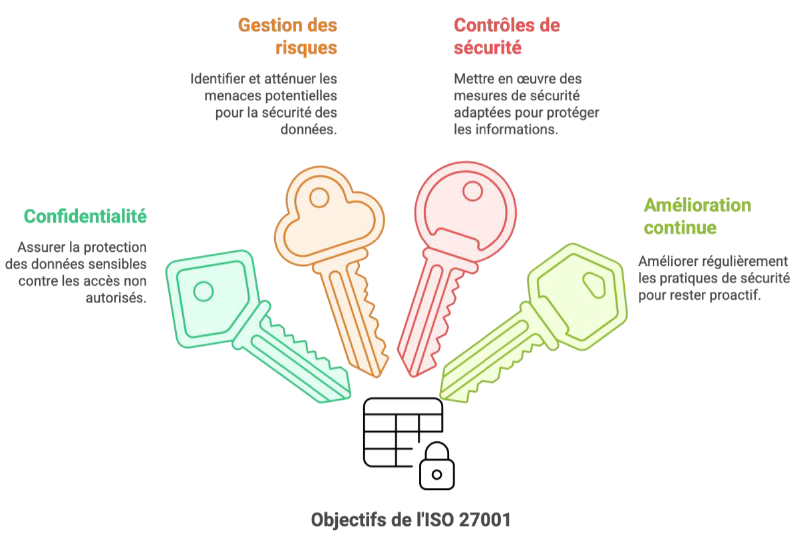 Gestion des
risques
Identifier et atténuer les
menaces potentielles
pour la sécurité des
données.
Contrôles de
sécurité
Mettre en œuvre des
mesures de sécurité
adaptées pour protéger
les informations.
Confidentialité
Assurer la protection
des données sensibles
contre les accès non
autorisés.
Amélioration
continue
Améliorer régulièrement
les pratiques de sécurité
pour rester proactif.
Objectifs de l'ISO 27001